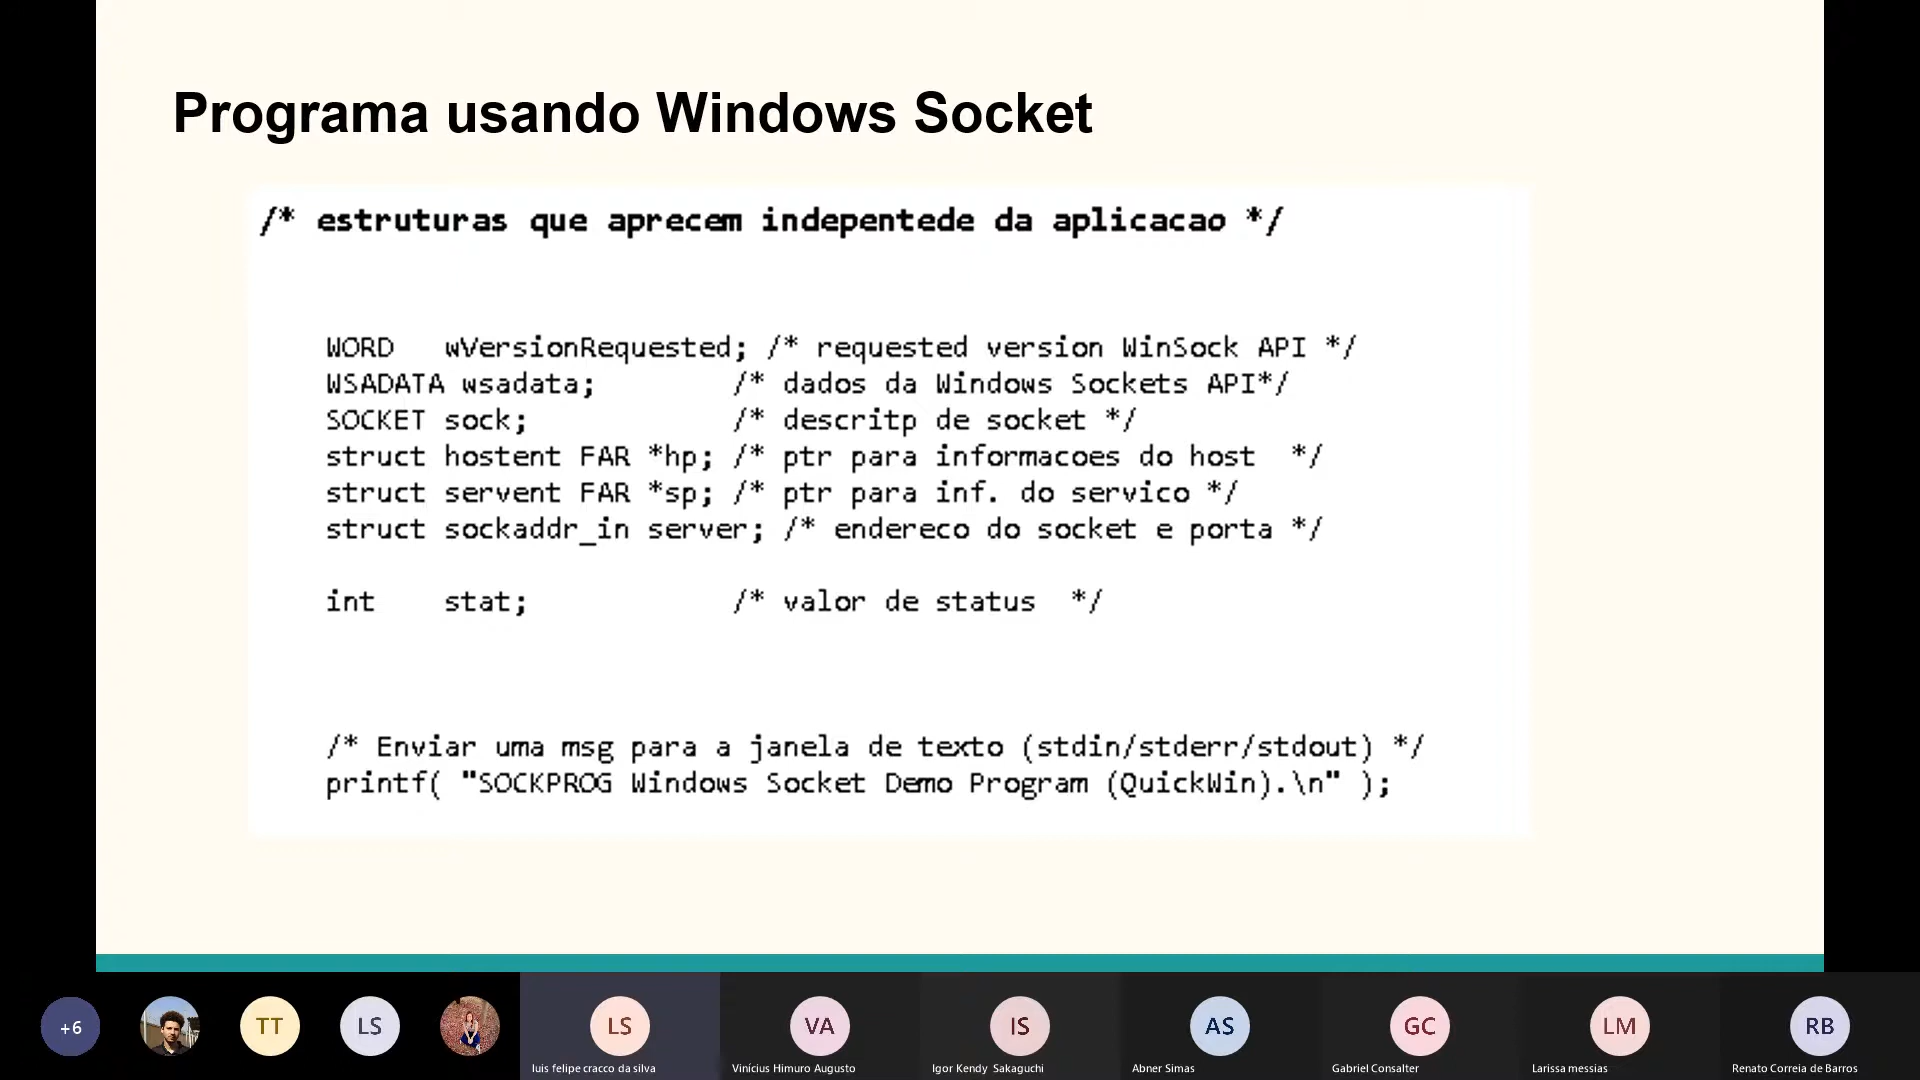 Programa usando Windows Socket
/* estruturas que aprecem indepentede da aplicacao */
WORD   wVersionRequested; /* requested version WinSock API */
WSADATA wsadata;        /* dados da Windows Sockets API*/
SOCKET sock;            /* descritp de socket */
struct hostent FAR *hp; /* ptr para informacoes do host  */
struct servent FAR *sp; /* ptr para inf. do servico */
struct sockaddr_in server; /* endereco do socket e porta */
int    stat;            /* valor de status  */
/* Enviar uma msg para a janela de texto (stdin/stderr/stdout) */
printf( "SOCKPROG Windows Socket Demo Program (QuickWin).\n" );
+6 TT LS LS VA IS AS GC LM RB
luis felipe cracco da silva Vinícius Himuro Augusto Igor Kendy Sakaguchi Abner Simas Gabriel Consalter Larissa messias Renato Correia de Barros